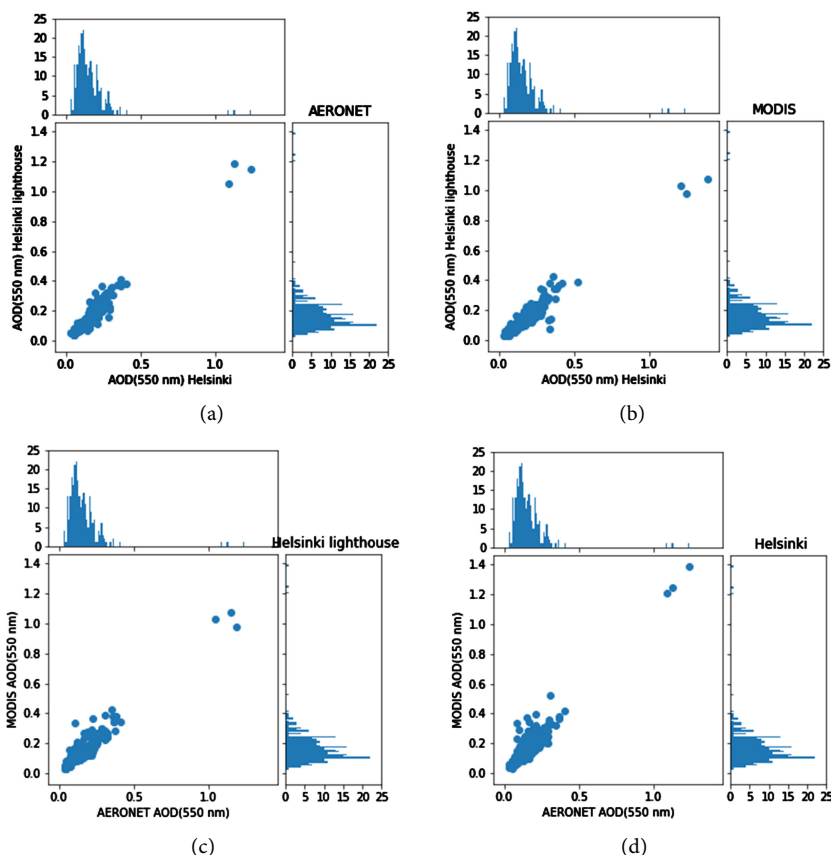 25
20
15
10
5
0
AERONET
1.4
1.2
1.0
0.8
0.6
0.4
0.2
0.0
AOD(550 nm) Helsinki lighthouse
0.0 0.5 1.0
AOD(550 nm) Helsinki
0 5 10 15 20 25
(a)
25
20
15
10
5
0
MODIS
1.4
1.2
1.0
0.8
0.6
0.4
0.2
0.0
AOD(550 nm) Helsinki lighthouse
0.0 0.5 1.0
AOD(550 nm) Helsinki
0 5 10 15 20 25
(b)
25
20
15
10
5
0
Helsinki lighthouse
1.4
1.2
1.0
0.8
0.6
0.4
0.2
0.0
MODIS AOD(550 nm)
0.0 0.5 1.0
AERONET AOD(550 nm)
0 5 10 15 20 25
(c)
25
20
15
10
5
0
Helsinki
1.4
1.2
1.0
0.8
0.6
0.4
0.2
0.0
MODIS AOD(550 nm)
0.0 0.5 1.0
AERONET AOD(550 nm)
0 5 10 15 20 25
(d)